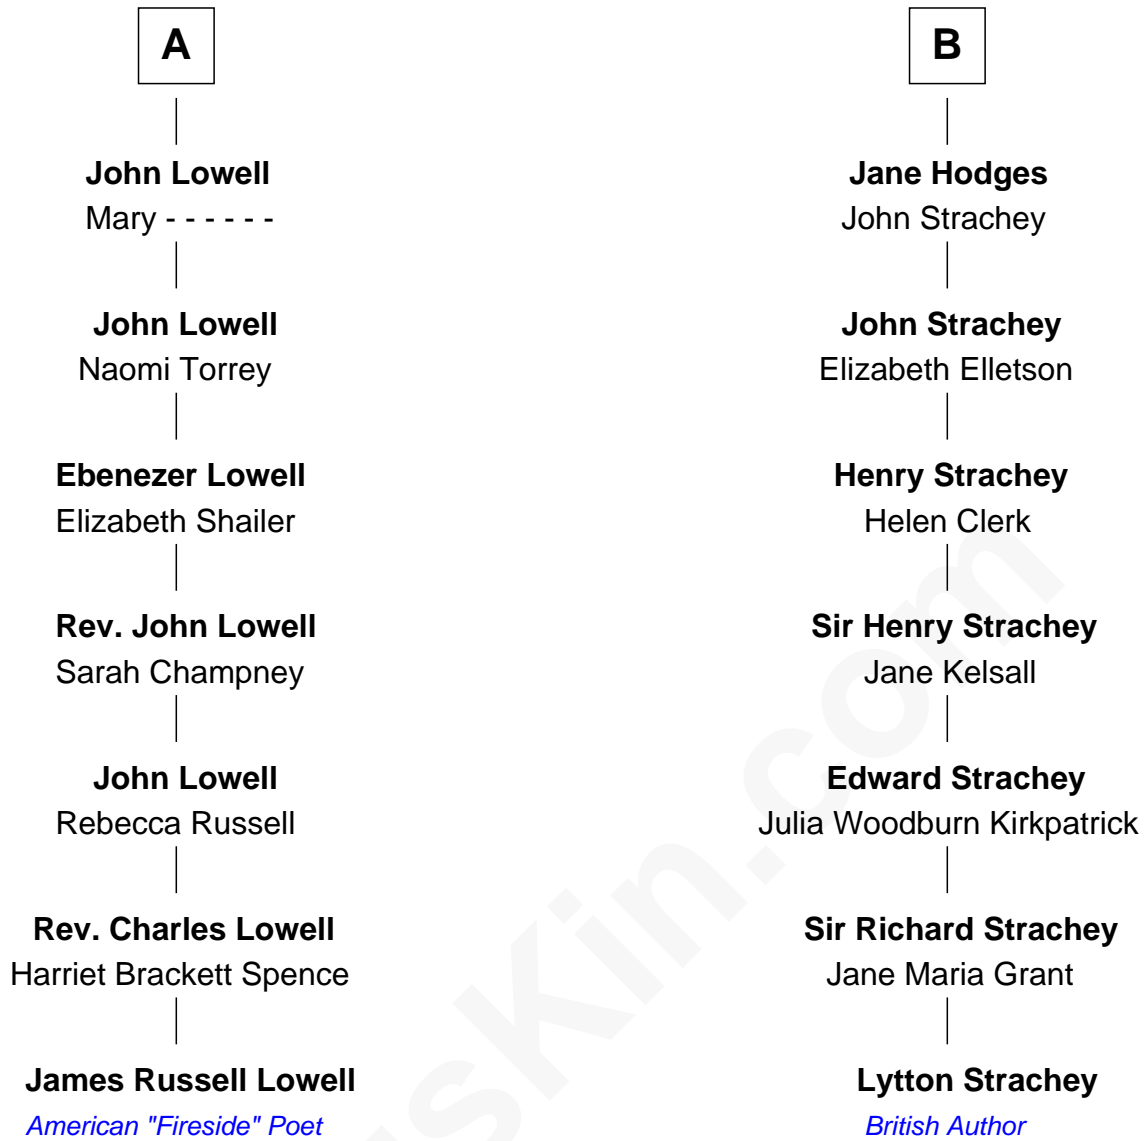 A
John Lowell
Mary - - - - - -
John Lowell
Naomi Torrey
Ebenezer Lowell
Elizabeth Shailer
Rev. John Lowell
Sarah Champney
John Lowell
Rebecca Russell
Rev. Charles Lowell
Harriet Brackett Spence
James Russell Lowell
American "Fireside" Poet
B
Jane Hodges
John Strachey
John Strachey
Elizabeth Elletson
Henry Strachey
Helen Clerk
Sir Henry Strachey
Jane Kelsall
Edward Strachey
Julia Woodburn Kirkpatrick
Sir Richard Strachey
Jane Maria Grant
Lytton Strachey
British Author
sKin.com